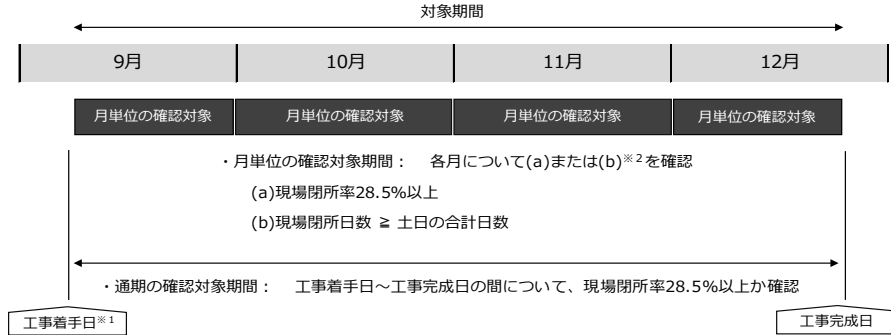 対象期間
9月 10月 11月 12月
月単位の確認対象 月単位の確認対象 月単位の確認対象 月単位の確認対象
・月単位の確認対象期間： 各月について(a)または(b)※2を確認
(a)現場閉所率28.5%以上
(b)現場閉所日数 ≧ 土日の合計日数
・通期の確認対象期間： 工事着手日～工事完成日の間について、現場閉所率28.5%以上か確認
工事着手日※1 工事完成日